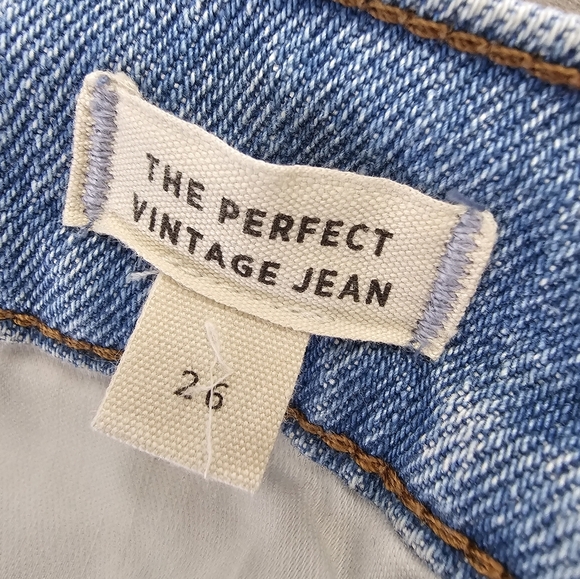 THE PERFECT
VINTAGE JEAN
26